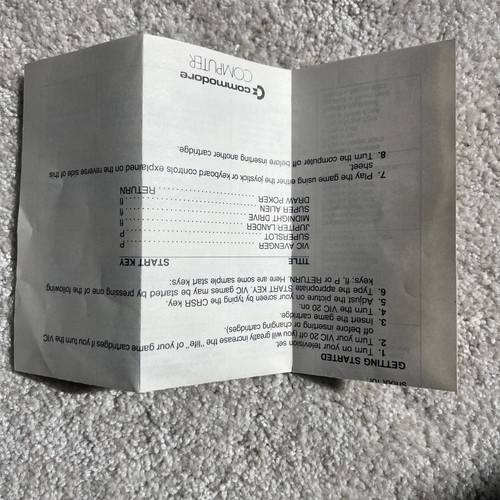 GETTING STARTED
1. Turn on your television set.
2. Turn your VIC 20 off (you will greatly increase the "life" of your game cartridges if you turn the VIC
off before inserting or changing cartridges).
3. Insert the game cartridge.
4. Turn the VIC 20 on.
5. Adjust the picture on your screen by typing the CRSR key.
6. Type the appropriate START KEY. VIC games may be started by pressing one of the following
keys: f1, P or RETURN. Here are some sample start keys:
TITLE START KEY
VIC AVENGER P
SUPERSLOT P
JUPITER LANDER f1
MIDNIGHT DRIVE f1
SUPER ALIEN f1
DRAW POKER RETURN
7. Play the game using either the joystick or keyboard controls explained on the reverse side of this
sheet.
8. Turn the computer off before inserting another cartridge.
commodore
COMPUTER